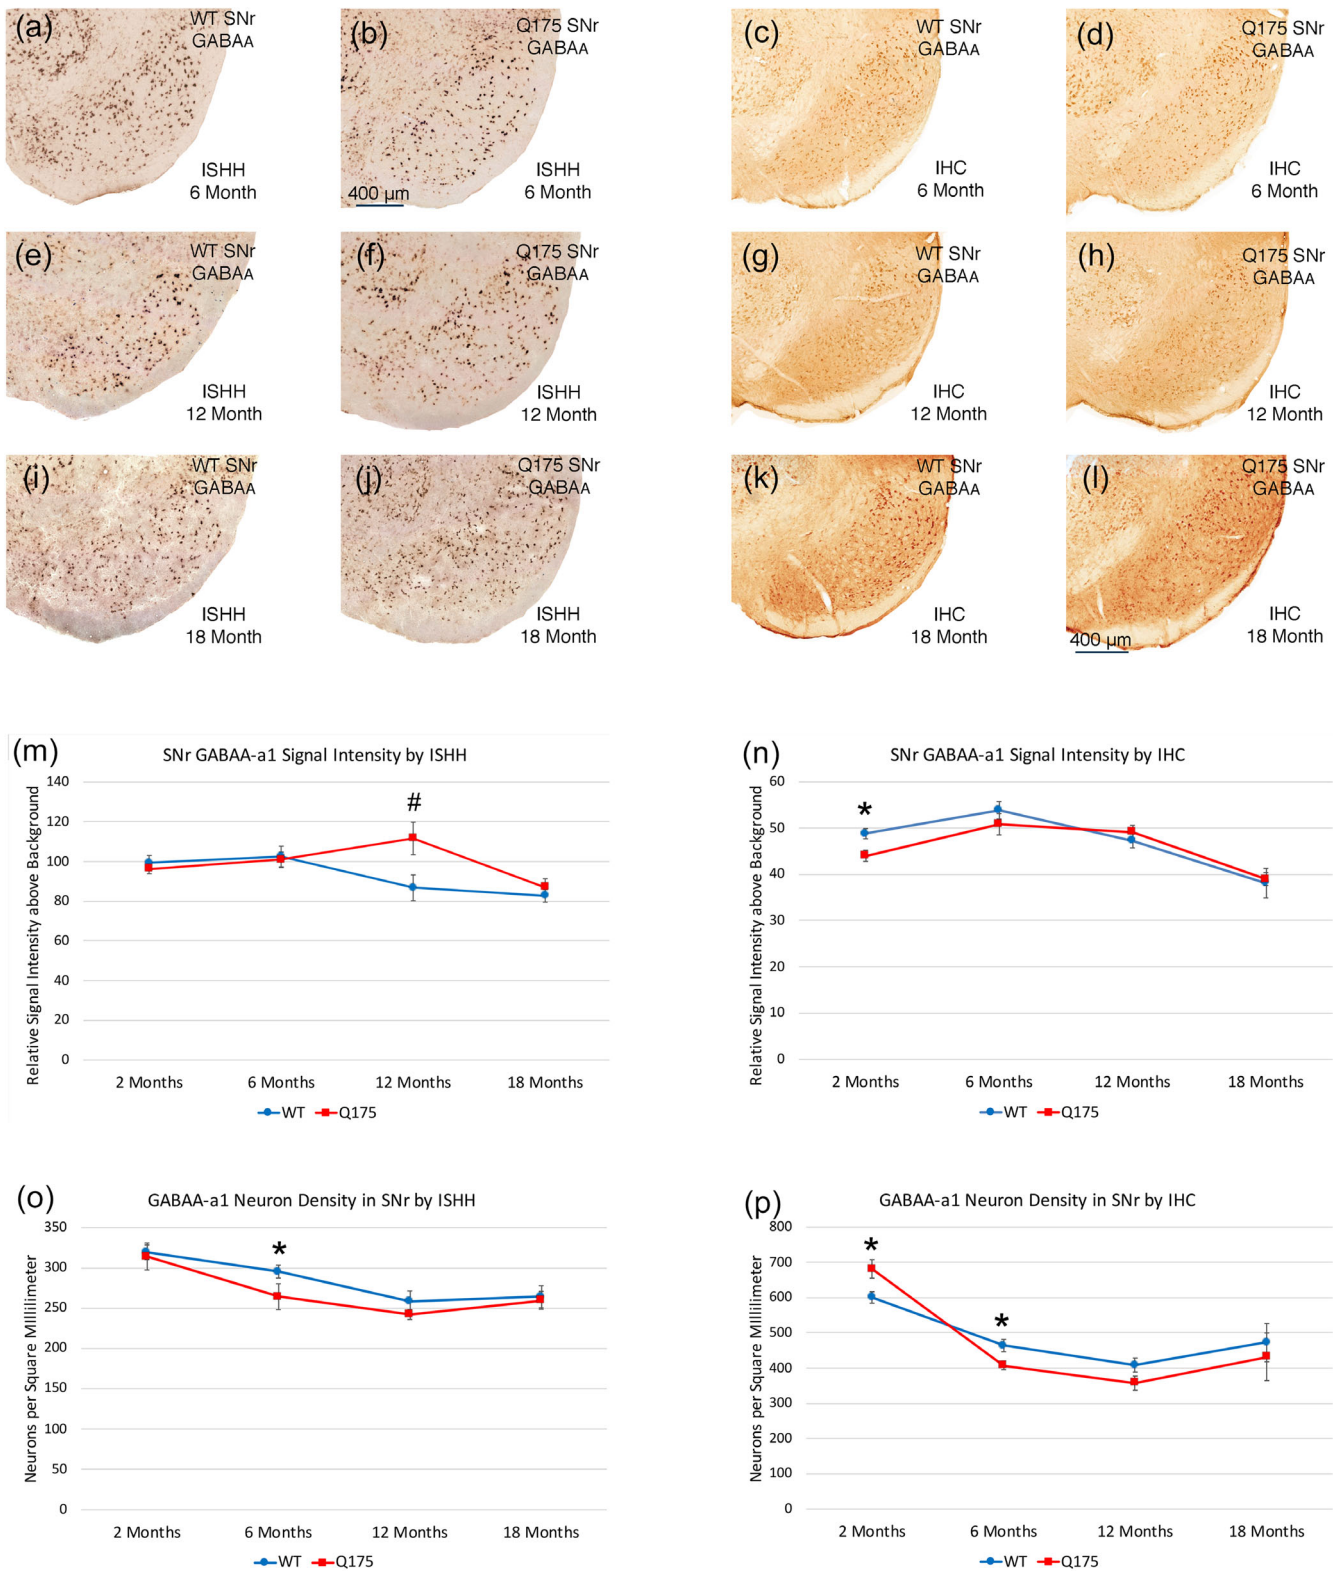 (a)
WT SNr
GABAA
ISHH
6 Month
(b)
Q175 SNr
GABAA
ISHH
6 Month
400 µm
(c)
WT SNr
GABAA
IHC
6 Month
(d)
Q175 SNr
GABAA
IHC
6 Month
(e)
WT SNr
GABAA
ISHH
12 Month
(f)
Q175 SNr
GABAA
ISHH
12 Month
(g)
WT SNr
GABAA
IHC
12 Month
(h)
Q175 SNr
GABAA
IHC
12 Month
(i)
WT SNr
GABAA
ISHH
18 Month
(j)
Q175 SNr
GABAA
ISHH
18 Month
(k)
WT SNr
GABAA
IHC
18 Month
(l)
Q175 SNr
GABAA
IHC
18 Month
400 µm
(m)
SNr GABAA-a1 Signal Intensity by ISHH
Relative Signal Intensity above Background
140
120
100
80
60
40
20
0
#
2 Months
6 Months
12 Months
18 Months
WT
Q175
(n)
SNr GABAA-a1 Signal Intensity by IHC
Relative Signal Intensity above Background
60
50
40
30
20
10
0
*
2 Months
6 Months
12 Months
18 Months
WT
Q175
(o)
GABAA-a1 Neuron Density in SNr by ISHH
Neurons per Square MIllilimeter
350
300
250
200
150
100
50
0
*
2 Months
6 Months
12 Months
18 Months
WT
Q175
(p)
GABAA-a1 Neuron Density in SNr by IHC
Neurons per Square MIllilimeter
800
700
600
500
400
300
200
100
0
*
*
2 Months
6 Months
12 Months
18 Months
WT
Q175